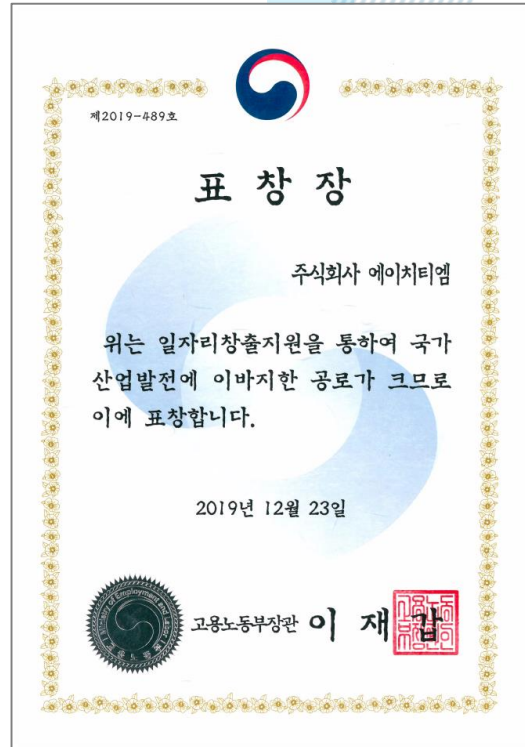 제2019-489호
표 창 장
주식회사 에이치티엠
위는 일자리창출지원을 통하여 국가
산업발전에 이바지한 공로가 크므로
이에 표창합니다.
2019년 12월 23일
고용노동부장관 이 재 갑